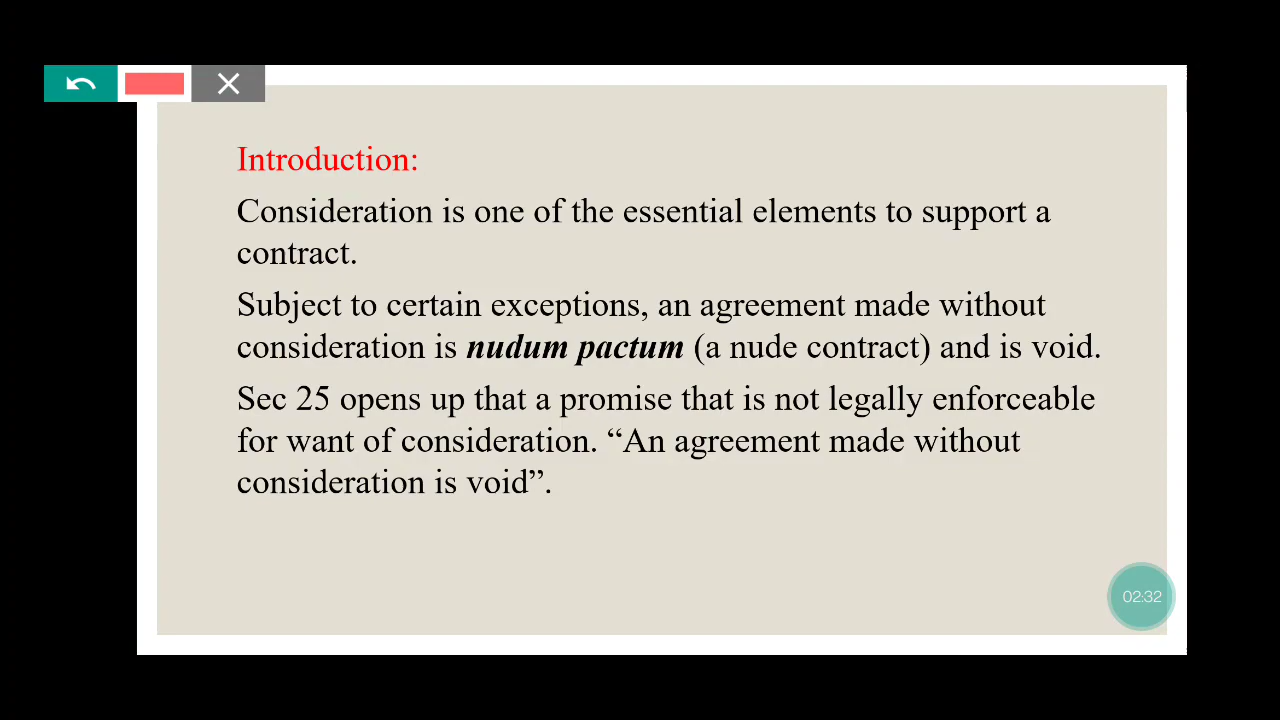 Introduction:
Consideration is one of the essential elements to support a
contract.
Subject to certain exceptions, an agreement made without
consideration is nudum pactum (a nude contract) and is void.
Sec 25 opens up that a promise that is not legally enforceable
for want of consideration. “An agreement made without
consideration is void”.
02:32